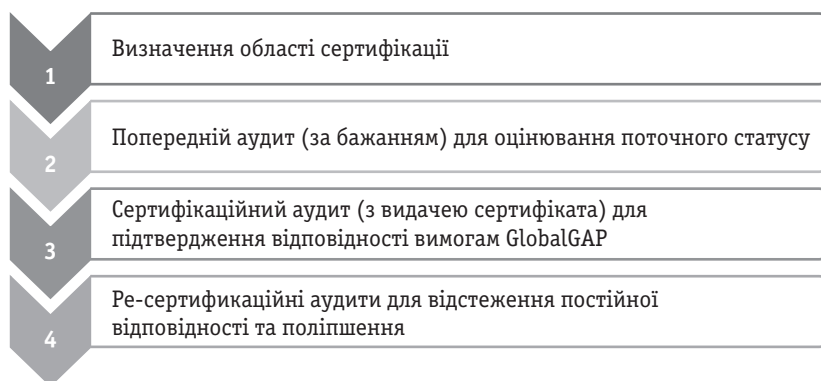 1
Визначення області сертифікації
2
Попередній аудит (за бажанням) для оцінювання поточного статусу
3
Сертифікаційний аудит (з видачею сертифіката) для
підтвердження відповідності вимогам GlobalGAP
4
Ре-сертификаційні аудити для відстеження постійної
відповідності та поліпшення